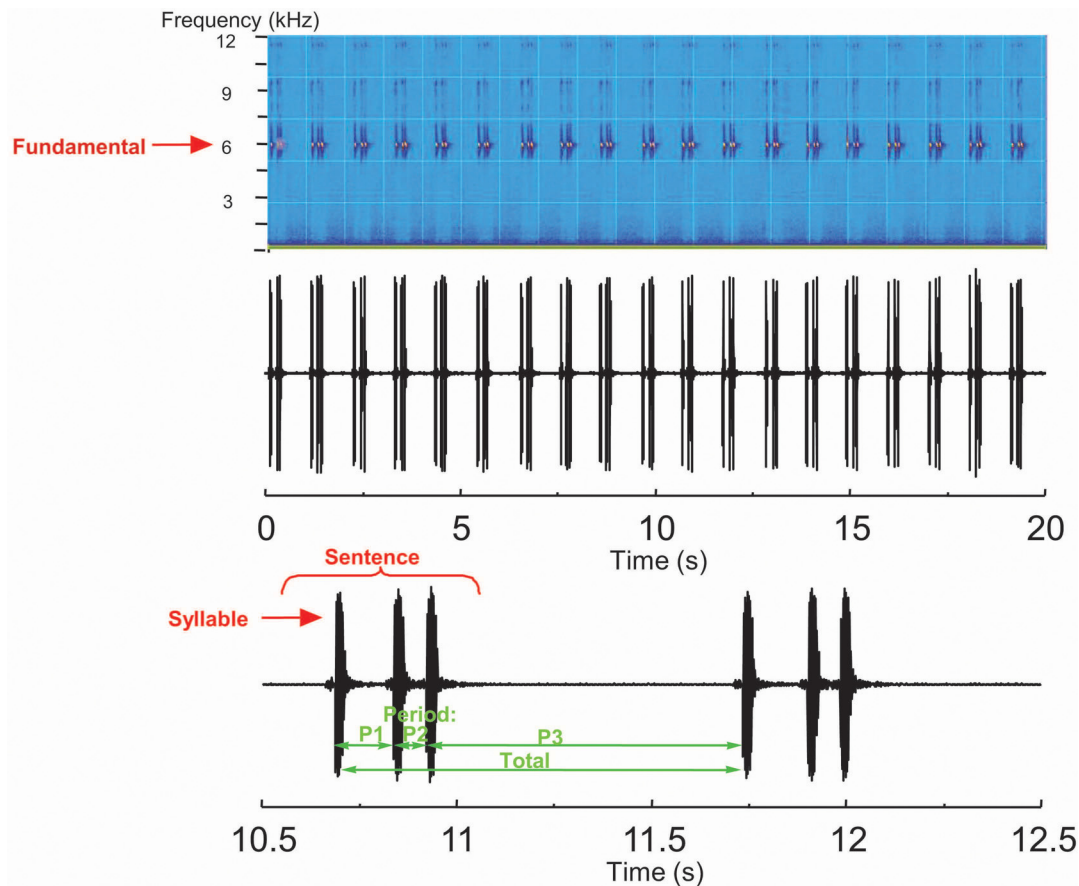 Frequency (kHz)
12
9
Fundamental
6
3
0 5 10 15 20
Time (s)
Sentence
Syllable
Period:
P1 P2 P3
Total
10.5 11 11.5 12 12.5
Time (s)